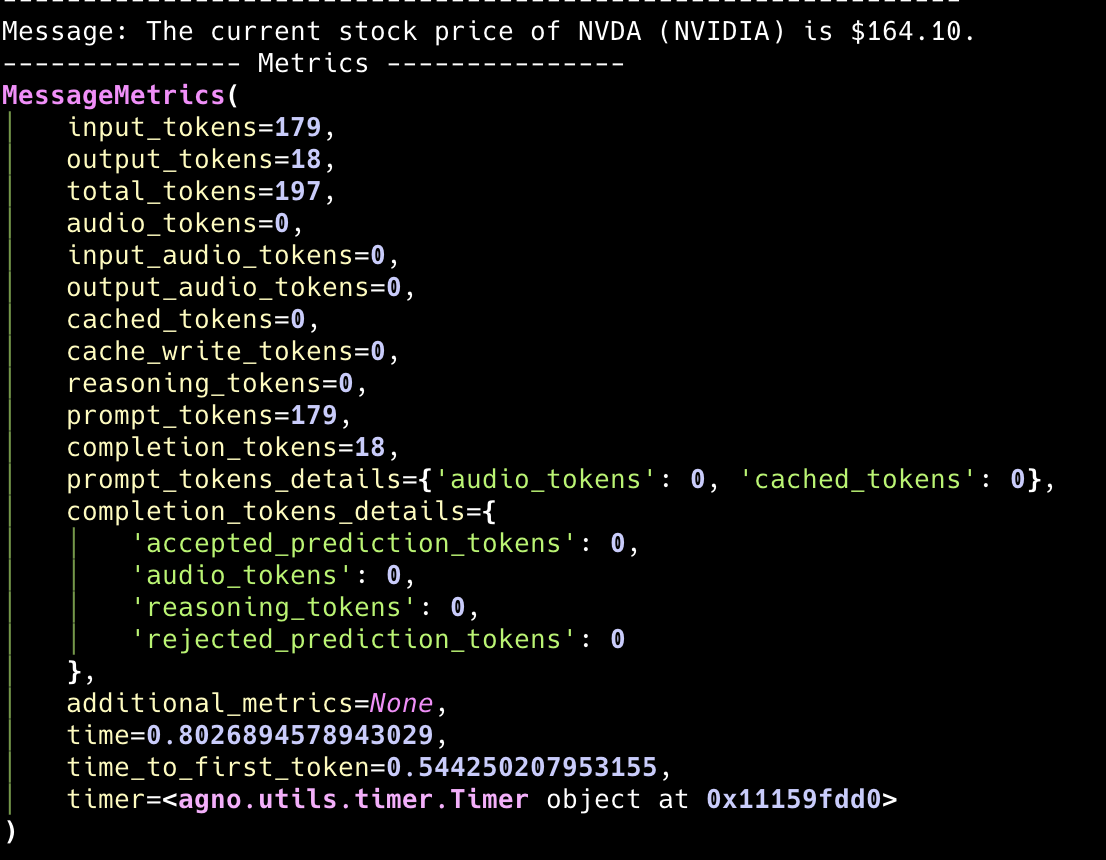 ------------------------------------------------------------
Message: The current stock price of NVDA (NVIDIA) is $164.10.
--------------- Metrics ---------------
MessageMetrics(
│   input_tokens=179,
│   output_tokens=18,
│   total_tokens=197,
│   audio_tokens=0,
│   input_audio_tokens=0,
│   output_audio_tokens=0,
│   cached_tokens=0,
│   cache_write_tokens=0,
│   reasoning_tokens=0,
│   prompt_tokens=179,
│   completion_tokens=18,
│   prompt_tokens_details={'audio_tokens': 0, 'cached_tokens': 0},
│   completion_tokens_details={
│   │   'accepted_prediction_tokens': 0,
│   │   'audio_tokens': 0,
│   │   'reasoning_tokens': 0,
│   │   'rejected_prediction_tokens': 0
│   },
│   additional_metrics=None,
│   time=0.8026894578943029,
│   time_to_first_token=0.544250207953155,
│   timer=<agno.utils.timer.Timer object at 0x11159fdd0>
)